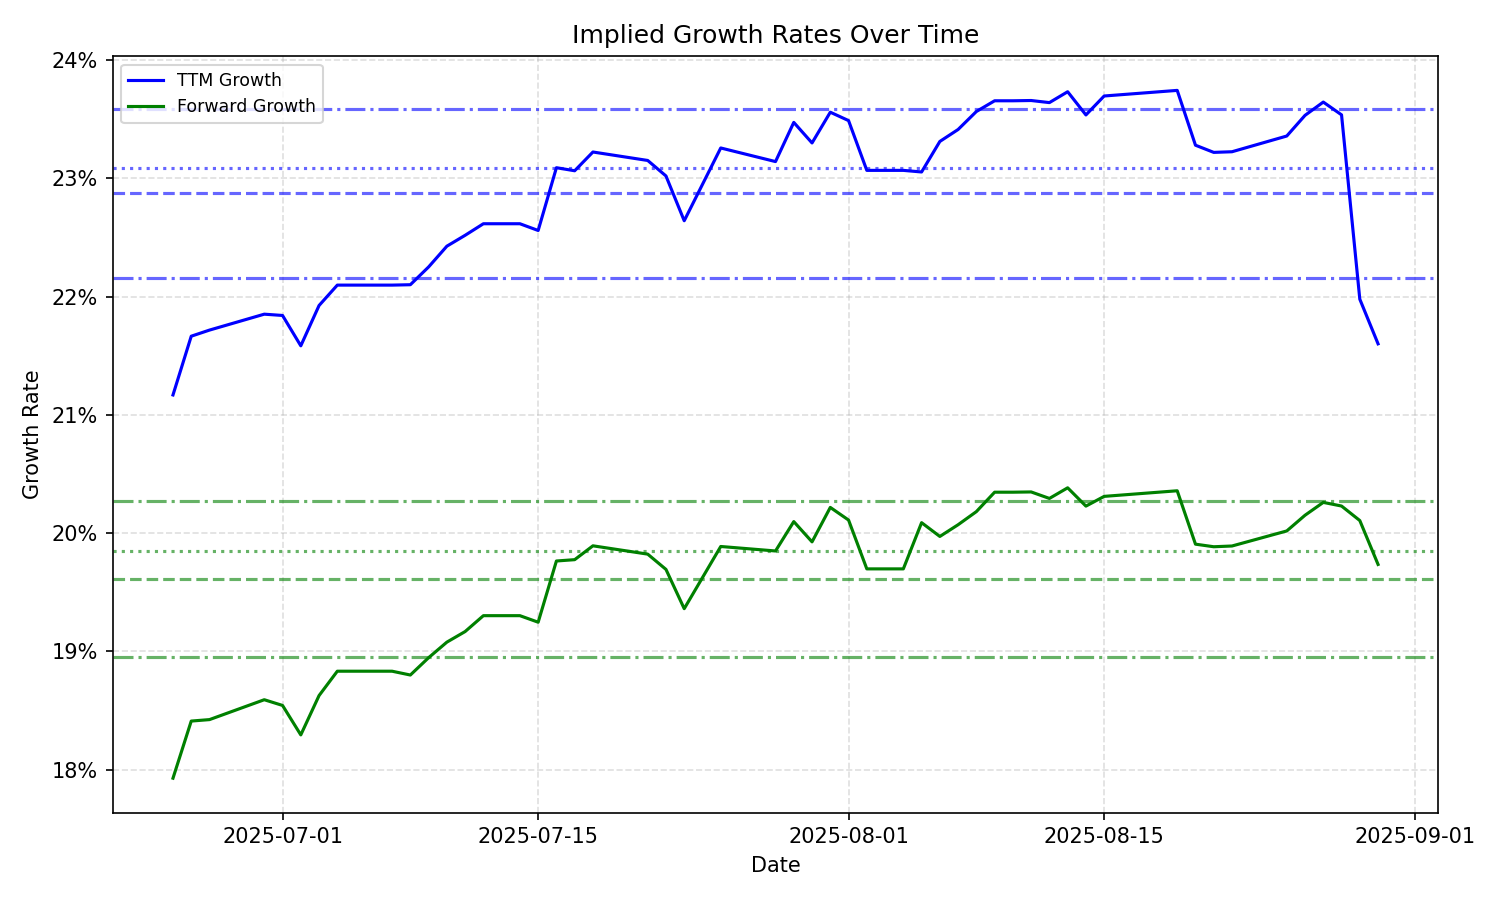 Implied Growth Rates Over Time
TTM Growth
Forward Growth
24%
23%
22%
21%
20%
19%
18%
Growth Rate
2025-07-01
2025-07-15
2025-08-01
2025-08-15
2025-09-01
Date